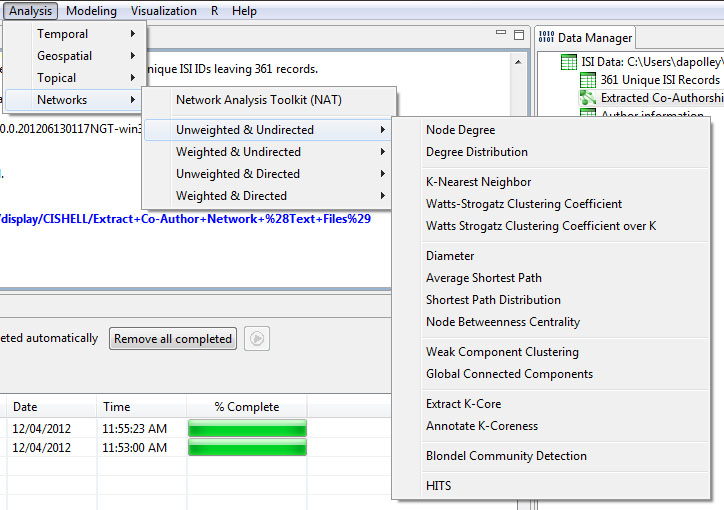 Analysis Modeling Visualization R Help
Temporal
Geospatial
Topical
Networks
nique ISI IDs leaving 361 records.
0.0.201206130117NGT-win3
d.
/display/CISHELL/Extract+Co-Author+Network+%28Text+Files%29
Network Analysis Toolkit (NAT)
Unweighted & Undirected
Weighted & Undirected
Unweighted & Directed
Weighted & Directed
Data Manager
ISI Data: C:\Users\dapolley\
361 Unique ISI Records
Extracted Co-Authorshi
Author information
Node Degree
Degree Distribution
K-Nearest Neighbor
Watts-Strogatz Clustering Coefficient
Watts Strogatz Clustering Coefficient over K
Diameter
Average Shortest Path
Shortest Path Distribution
Node Betweenness Centrality
Weak Component Clustering
Global Connected Components
Extract K-Core
Annotate K-Coreness
Blondel Community Detection
HITS
eted automatically Remove all completed
Date Time % Complete
12/04/2012 11:55:23 AM
12/04/2012 11:53:00 AM